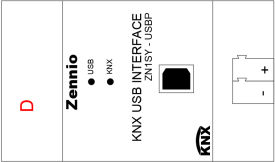 D
Zennio
USB
KNX
KNX USB INTERFACE
ZN1SY - USBP
KNX
- +